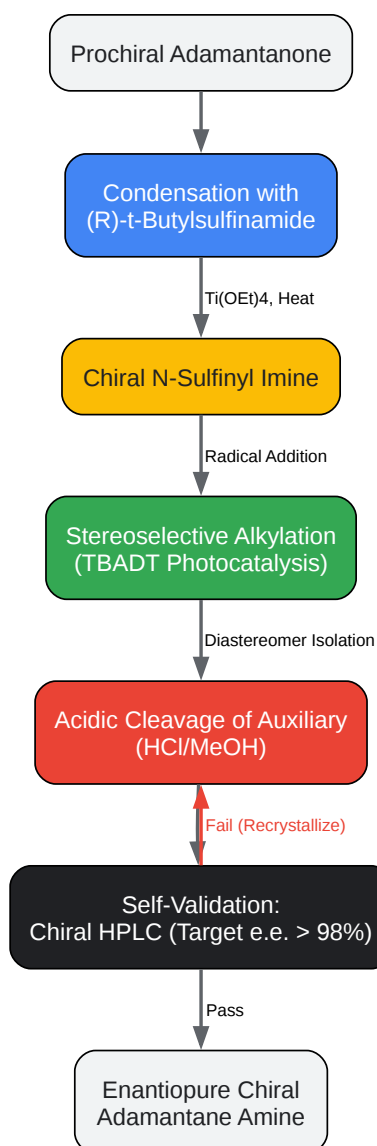 Prochiral Adamantanone
Condensation with
(R)-t-Butylsulfinamide
Ti(OEt)4, Heat
Chiral N-Sulfinyl Imine
Radical Addition
Stereoselective Alkylation
(TBADT Photocatalysis)
Diastereomer Isolation
Acidic Cleavage of Auxiliary
(HCl/MeOH)
Fail (Recrystallize)
Self-Validation:
Chiral HPLC (Target e.e. > 98%)
Pass
Enantiopure Chiral
Adamantane Amine